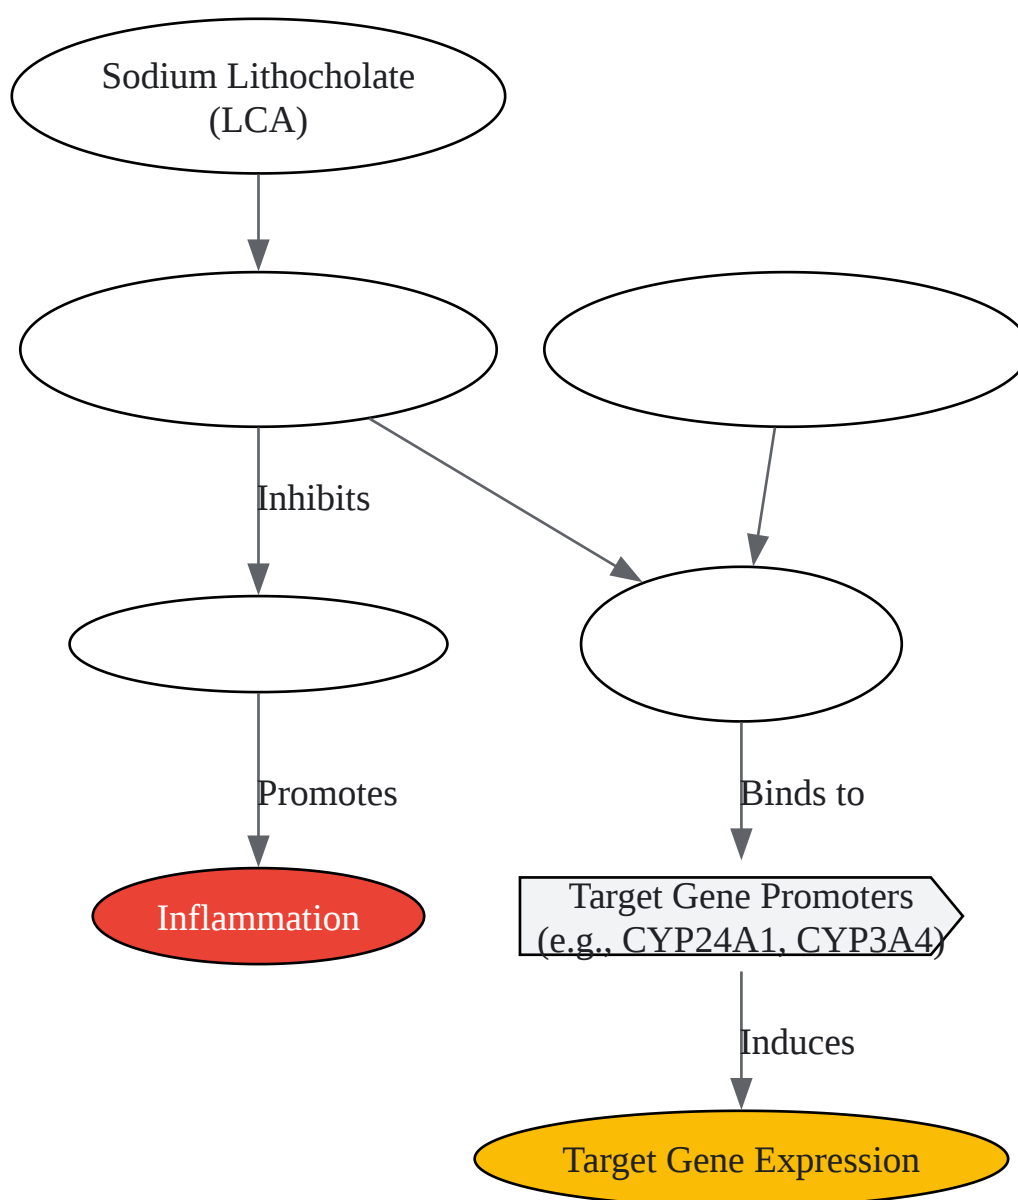 Sodium Lithocholate
(LCA)
Inhibits
Promotes
Binds to
Inflammation
Target Gene Promoters
(e.g., CYP24A1, CYP3A4)
Induces
Target Gene Expression